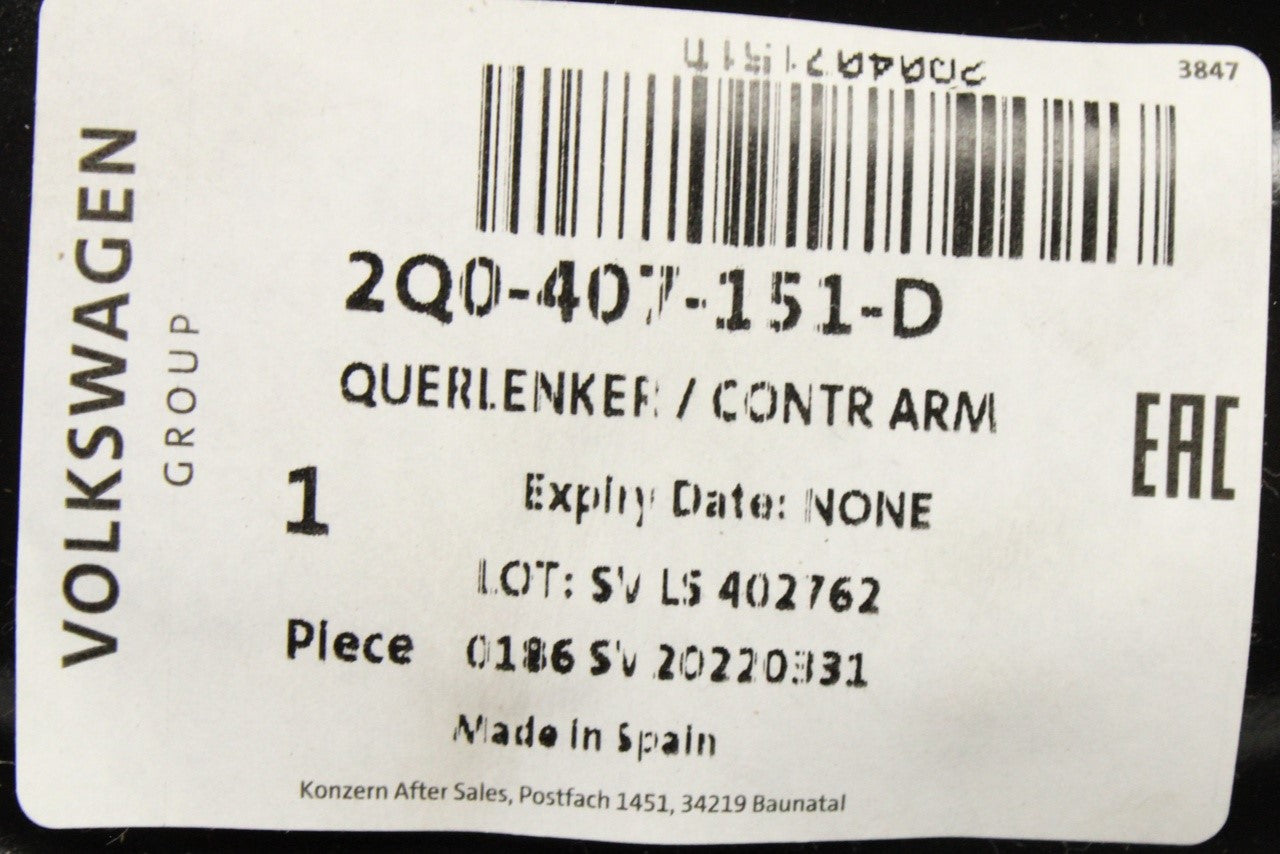 3847
2Q0-407-151-D
QUERLENKER / CONTR ARM
1
Expiry Date: NONE
LOT: SV LS 402762
Piece
0186 SV 20220331
Made in Spain
Konzern After Sales, Postfach 1451, 34219 Baunatal
VOLKSWAGEN
GROUP
EAC